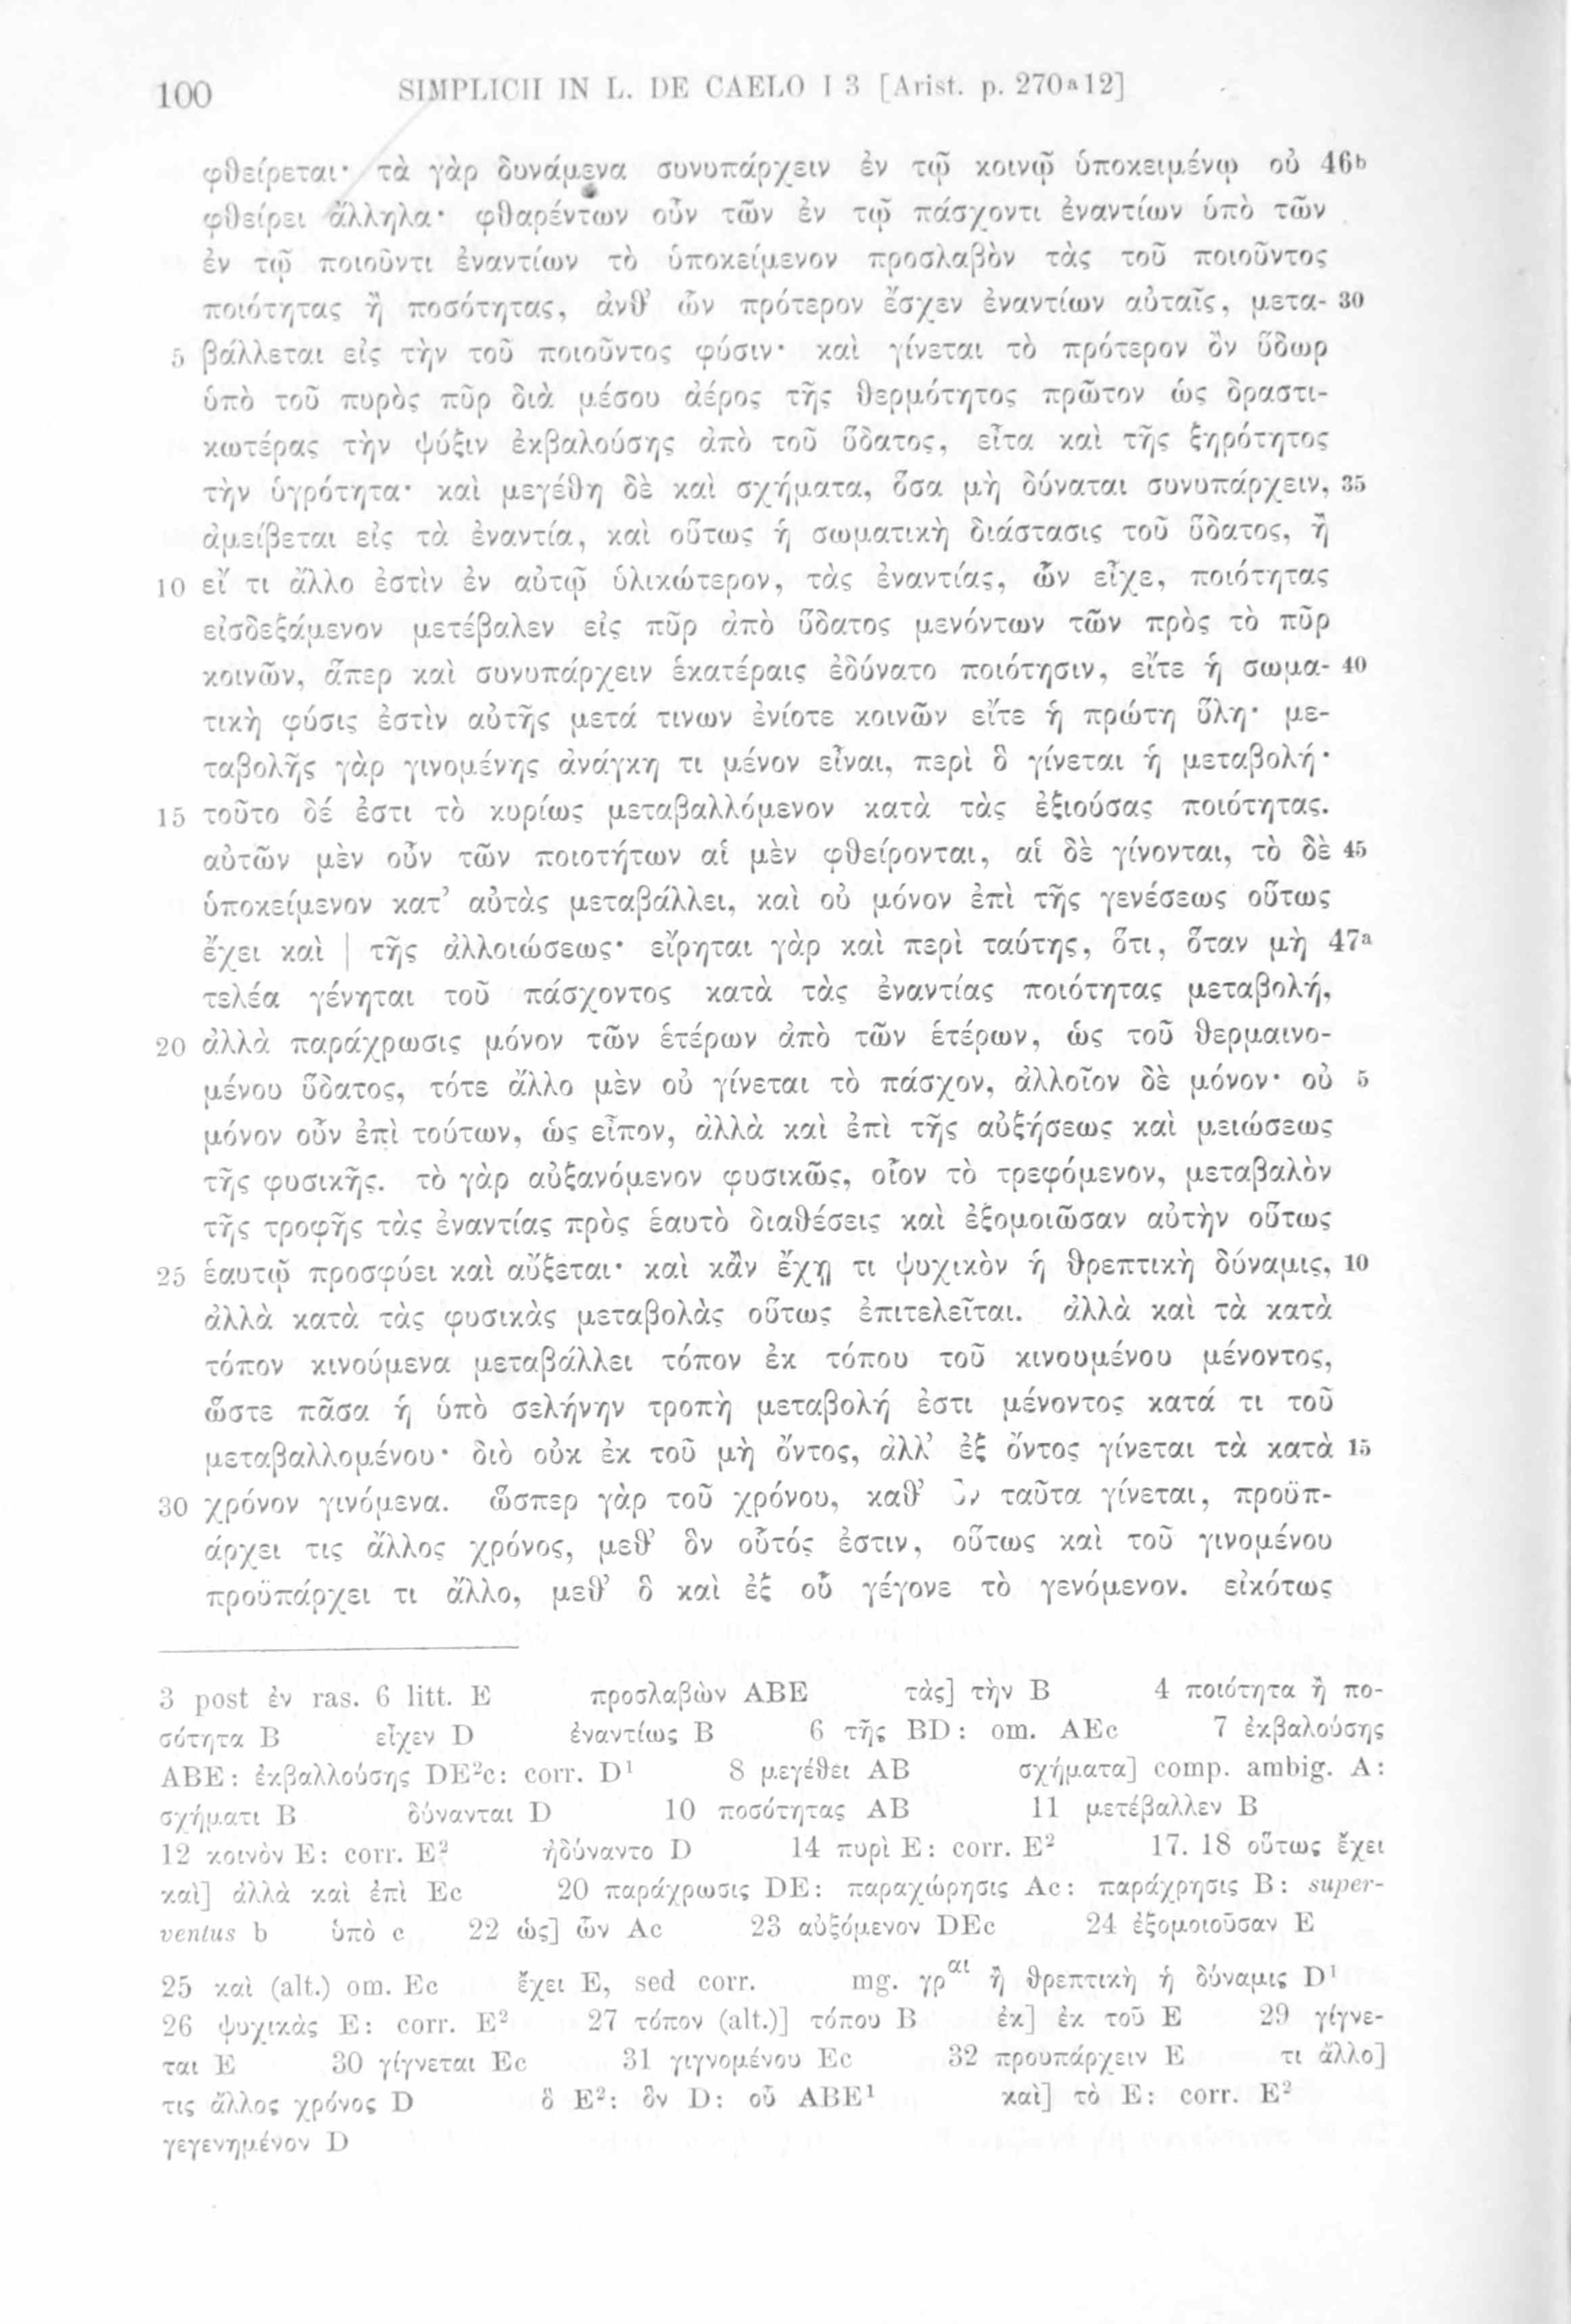 100 SIMPLICII IN L. DE CAELO I 3 [Arist. p. 270a12]
φθείρεται· τὰ γὰρ δυνάμενα συνυπάρχειν ἐν τῷ κοινῷ ὑποκειμένῳ οὐ 46b
φθείρει ἄλληλα· φθαρέντων οὖν τῶν ἐν τῷ πάσχοντι ἐναντίων ὑπὸ τῶν
ἐν τῷ ποιοῦντι ἐναντίων τὸ ὑποκείμενον προσλαβὸν τὰς τοῦ ποιοῦντος
ποιότητας ἢ ποσότητας, ἀνθ’ ὧν πρότερον ἔσχεν ἐναντίων αὐταῖς, μετα- 30
5 βάλλεται εἰς τὴν τοῦ ποιοῦντος φύσιν· καὶ γίνεται τὸ πρότερον ὂν ὕδωρ
ὑπὸ τοῦ πυρὸς πῦρ διὰ μέσου ἀέρος τῆς θερμότητος πρῶτον ὡς δραστι-
κωτέρας τὴν ψύξιν ἐκβαλούσης ἀπὸ τοῦ ὕδατος, εἶτα καὶ τῆς ξηρότητος
τὴν ὑγρότητα· καὶ μεγέθη δὲ καὶ σχήματα, ὅσα μὴ δύναται συνυπάρχειν, 35
ἀμείβεται εἰς τὰ ἐναντία, καὶ οὕτως ἡ σωματικὴ διάστασις τοῦ ὕδατος, ἢ
10 εἴ τι ἄλλο ἐστὶν ἐν αὐτῷ ὑλικώτερον, τὰς ἐναντίας, ὧν εἶχε, ποιότητας
εἰσδεξάμενον μετέβαλεν εἰς πῦρ ἀπὸ ὕδατος μενόντων τῶν πρὸς τὸ πῦρ
κοινῶν, ἅπερ καὶ συνυπάρχειν ἑκατέραις ἐδύνατο ποιότησιν, εἴτε ἡ σωμα- 40
τικὴ φύσις ἐστὶν αὐτῆς μετά τινων ἐνίοτε κοινῶν εἴτε ἡ πρώτη ὕλη· με-
ταβολῆς γὰρ γινομένης ἀνάγκη τι μένον εἶναι, περὶ ὃ γίνεται ἡ μεταβολή·
15 τοῦτο δέ ἐστι τὸ κυρίως μεταβαλλόμενον κατὰ τὰς ἐξιούσας ποιότητας.
αὐτῶν μὲν οὖν τῶν ποιοτήτων αἱ μὲν φθείρονται, αἱ δὲ γίνονται, τὸ δὲ 45
ὑποκείμενον κατ’ αὐτὰς μεταβάλλει, καὶ οὐ μόνον ἐπὶ τῆς γενέσεως οὕτως
ἔχει καὶ | τῆς ἀλλοιώσεως· εἴρηται γὰρ καὶ περὶ ταύτης, ὅτι, ὅταν μὴ 47a
τελέα γένηται τοῦ πάσχοντος κατὰ τὰς ἐναντίας ποιότητας μεταβολή,
20 ἀλλὰ παράχρωσις μόνον τῶν ἑτέρων ἀπὸ τῶν ἑτέρων, ὡς τοῦ θερμαινο-
μένου ὕδατος, τότε ἄλλο μὲν οὐ γίνεται τὸ πάσχον, ἀλλοῖον δὲ μόνον· οὐ 5
μόνον οὖν ἐπὶ τούτων, ὡς εἶπον, ἀλλὰ καὶ ἐπὶ τῆς αὐξήσεως καὶ μειώσεως
τῆς φυσικῆς. τὸ γὰρ αὐξανόμενον φυσικῶς, οἷον τὸ τρεφόμενον, μεταβαλὸν
τῆς τροφῆς τὰς ἐναντίας πρὸς ἑαυτὸ διαθέσεις καὶ ἐξομοιῶσαν αὐτὴν οὕτως
25 ἑαυτῷ προσφύει καὶ αὔξεται· καὶ κἂν ἔχῃ τι ψυχικὸν ἡ θρεπτικὴ δύναμις, 10
ἀλλὰ κατὰ τὰς φυσικὰς μεταβολὰς οὕτως ἐπιτελεῖται. ἀλλὰ καὶ τὰ κατὰ
τόπον κινούμενα μεταβάλλει τόπον ἐκ τόπου τοῦ κινουμένου μένοντος,
ὥστε πᾶσα ἡ ὑπὸ σελήνην τροπὴ μεταβολή ἐστι μένοντος κατά τι τοῦ
μεταβαλλομένου· διὸ οὐκ ἐκ τοῦ μὴ ὄντος, ἀλλ’ ἐξ ὄντος γίνεται τὰ κατὰ 15
30 χρόνον γινόμενα. ὥσπερ γὰρ τοῦ χρόνου, καθ’ ὃν ταῦτα γίνεται, προϋπ-
άρχει τις ἄλλος χρόνος, μεθ’ ὃν οὗτός ἐστιν, οὕτως καὶ τοῦ γινομένου
προϋπάρχει τι ἄλλο, μεθ’ ὃ καὶ ἐξ οὗ γέγονε τὸ γενόμενον. εἰκότως
3 post ἐν ras. 6 litt. E προσλαβὼν ABE τὰς] τὴν B 4 ποιότητα ἢ πο-
σότητα B εἶχεν D ἐναντίως B 6 τῆς BD: om. AEc 7 ἐκβαλούσης
ABE: ἐκβαλλούσης DE²c: corr. D¹ 8 μεγέθει AB σχήματα] comp. ambig. A:
σχήματι B δύνανται D 10 ποσότητας AB 11 μετέβαλλεν B
12 κοινὸν E: corr. E² ἠδύναντο D 14 πυρὶ E: corr. E² 17. 18 οὕτως ἔχει
καὶ] ἀλλὰ καὶ ἐπὶ Ec 20 παράχρωσις DE: παραχώρησις Ac: παράχρησις B: super-
ventus b ὑπὸ c 22 ὡς] ὧν Ac 23 αὐξόμενον DEc 24 ἐξομοιοῦσαν E
25 καὶ (alt.) om. Ec ἔχει E, sed corr. mg. γραι ἢ θρεπτικὴ ἡ δύναμις D¹
26 ψυχικὰς E: corr. E² 27 τόπον (alt.)] τόπου B ἐκ] ἐκ τοῦ E 29 γίγνε-
ται E 30 γίγνεται Ec 31 γιγνομένου Ec 32 προυπάρχειν E τι ἄλλο]
τις ἄλλος χρόνος D ὃ E²: ὃν D: οὗ ABE¹ καὶ] τὸ E: corr. E²
γεγενημένον D